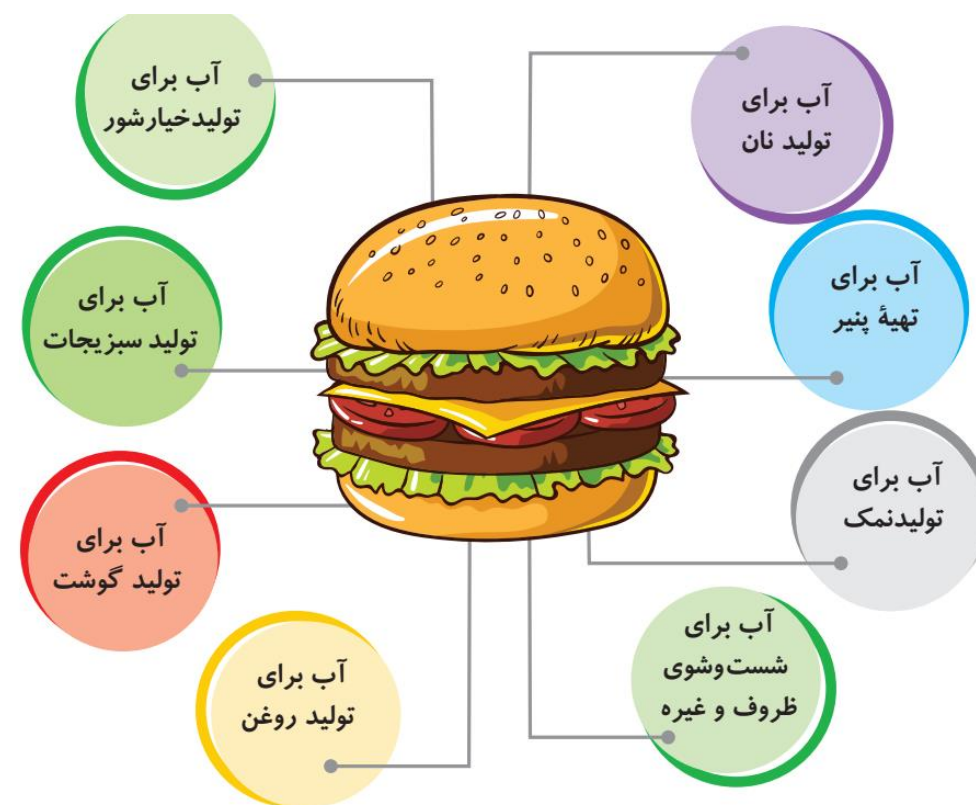 آب برای
تولید نان
آب برای
تهیهٔ پنیر
آب برای
تولیدنمک
آب برای
شست‌وشوی
ظروف و غیره
آب برای
تولیدخیارشور
آب برای
تولید سبزیجات
آب برای
تولید گوشت
آب برای
تولید روغن